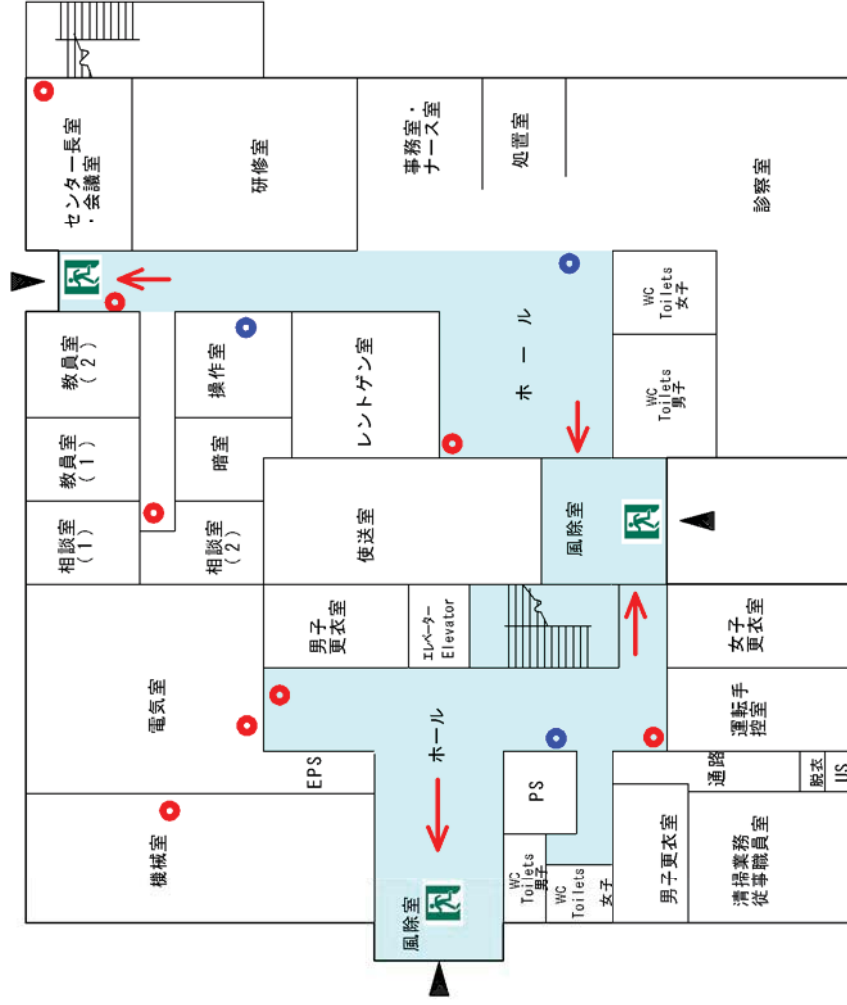 相談室
(1)
教員室
(1)
教員室
(2)
センター長室
・会議室
機械室
電気室
相談室
(2)
暗室
操作室
研修室
EPS
男子
更衣室
使送室
レントゲン室
事務室・
ナース室
風除室
ホール
エレベーター
Elevator
ホール
処置室
WC
Toilets
男子
PS
WC
Toilets
女子
風除室
男子更衣室
WC
Toilets
男子
WC
Toilets
女子
清掃業務
従事職員室
通路
運転手
控室
女子
更衣室
診察室
脱衣
US